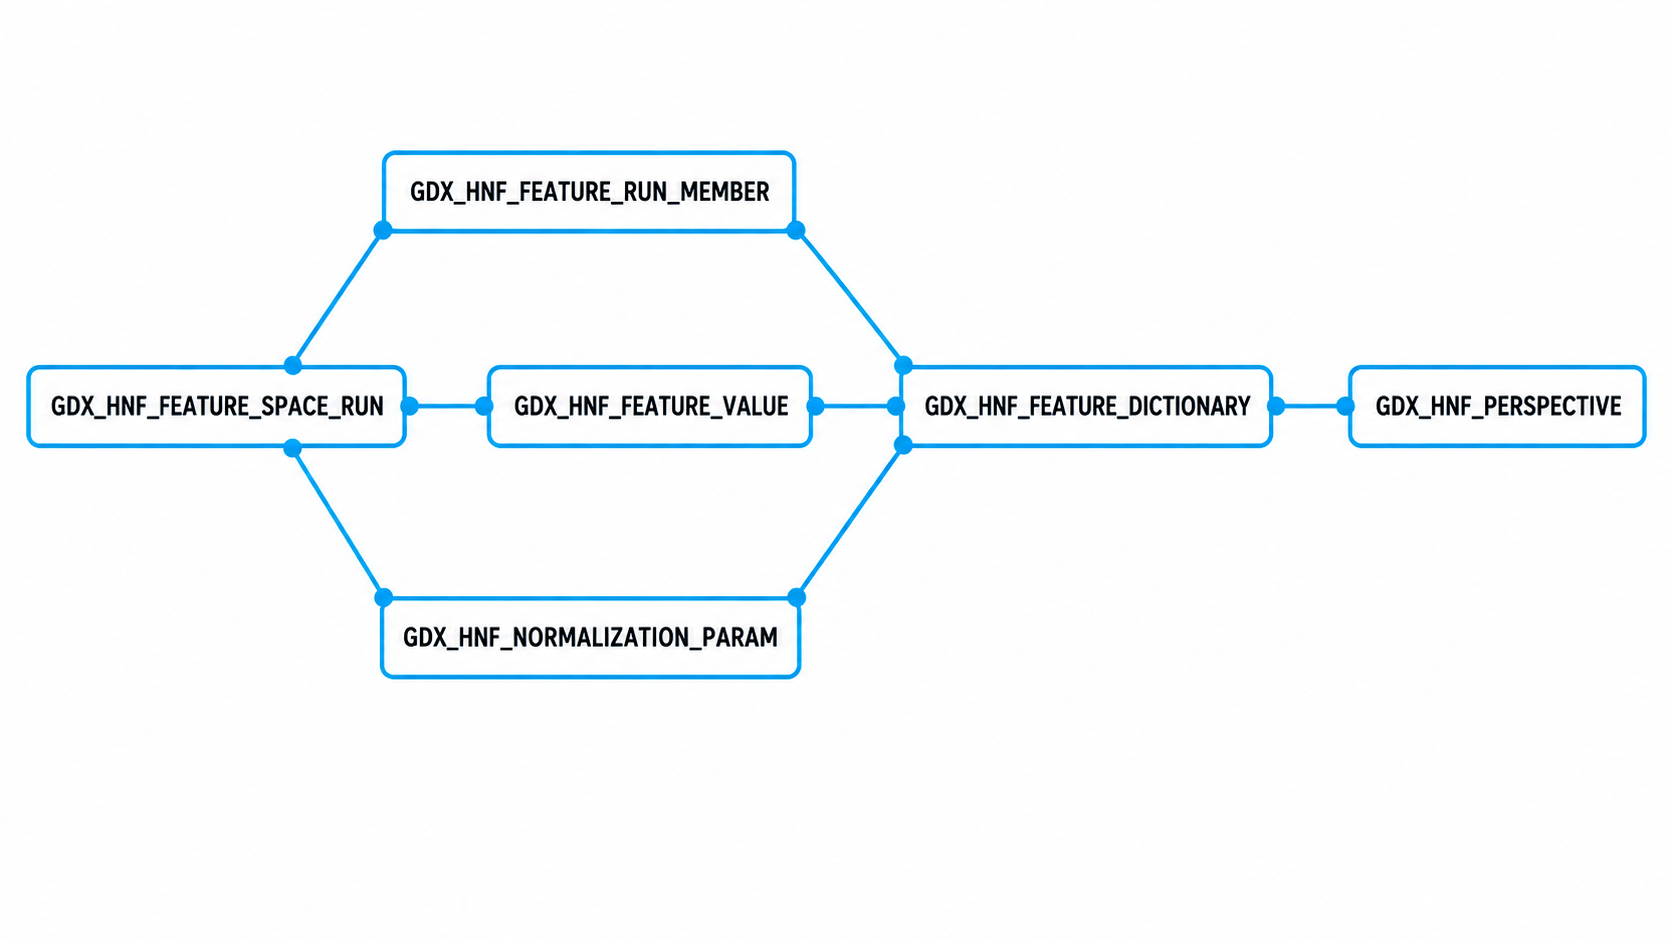 GDX_HNF_FEATURE_RUN_MEMBER
GDX_HNF_FEATURE_SPACE_RUN
GDX_HNF_FEATURE_VALUE
GDX_HNF_FEATURE_DICTIONARY
GDX_HNF_PERSPECTIVE
GDX_HNF_NORMALIZATION_PARAM